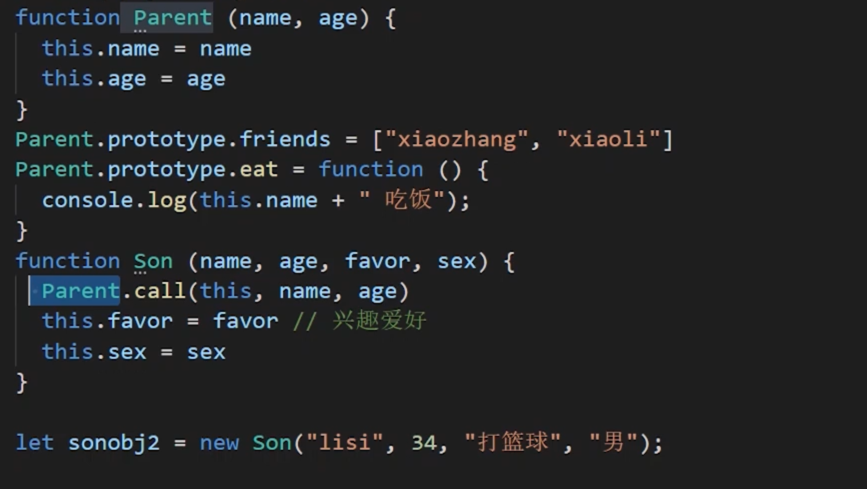 function Parent (name, age) {
  this.name = name
  this.age = age
}
Parent.prototype.friends = ["xiaozhang", "xiaoli"]
Parent.prototype.eat = function () {
  console.log(this.name + " 吃饭");
}
function Son (name, age, favor, sex) {
  Parent.call(this, name, age)
  this.favor = favor // 兴趣爱好
  this.sex = sex
}
let sonobj2 = new Son("lisi", 34, "打篮球", "男");